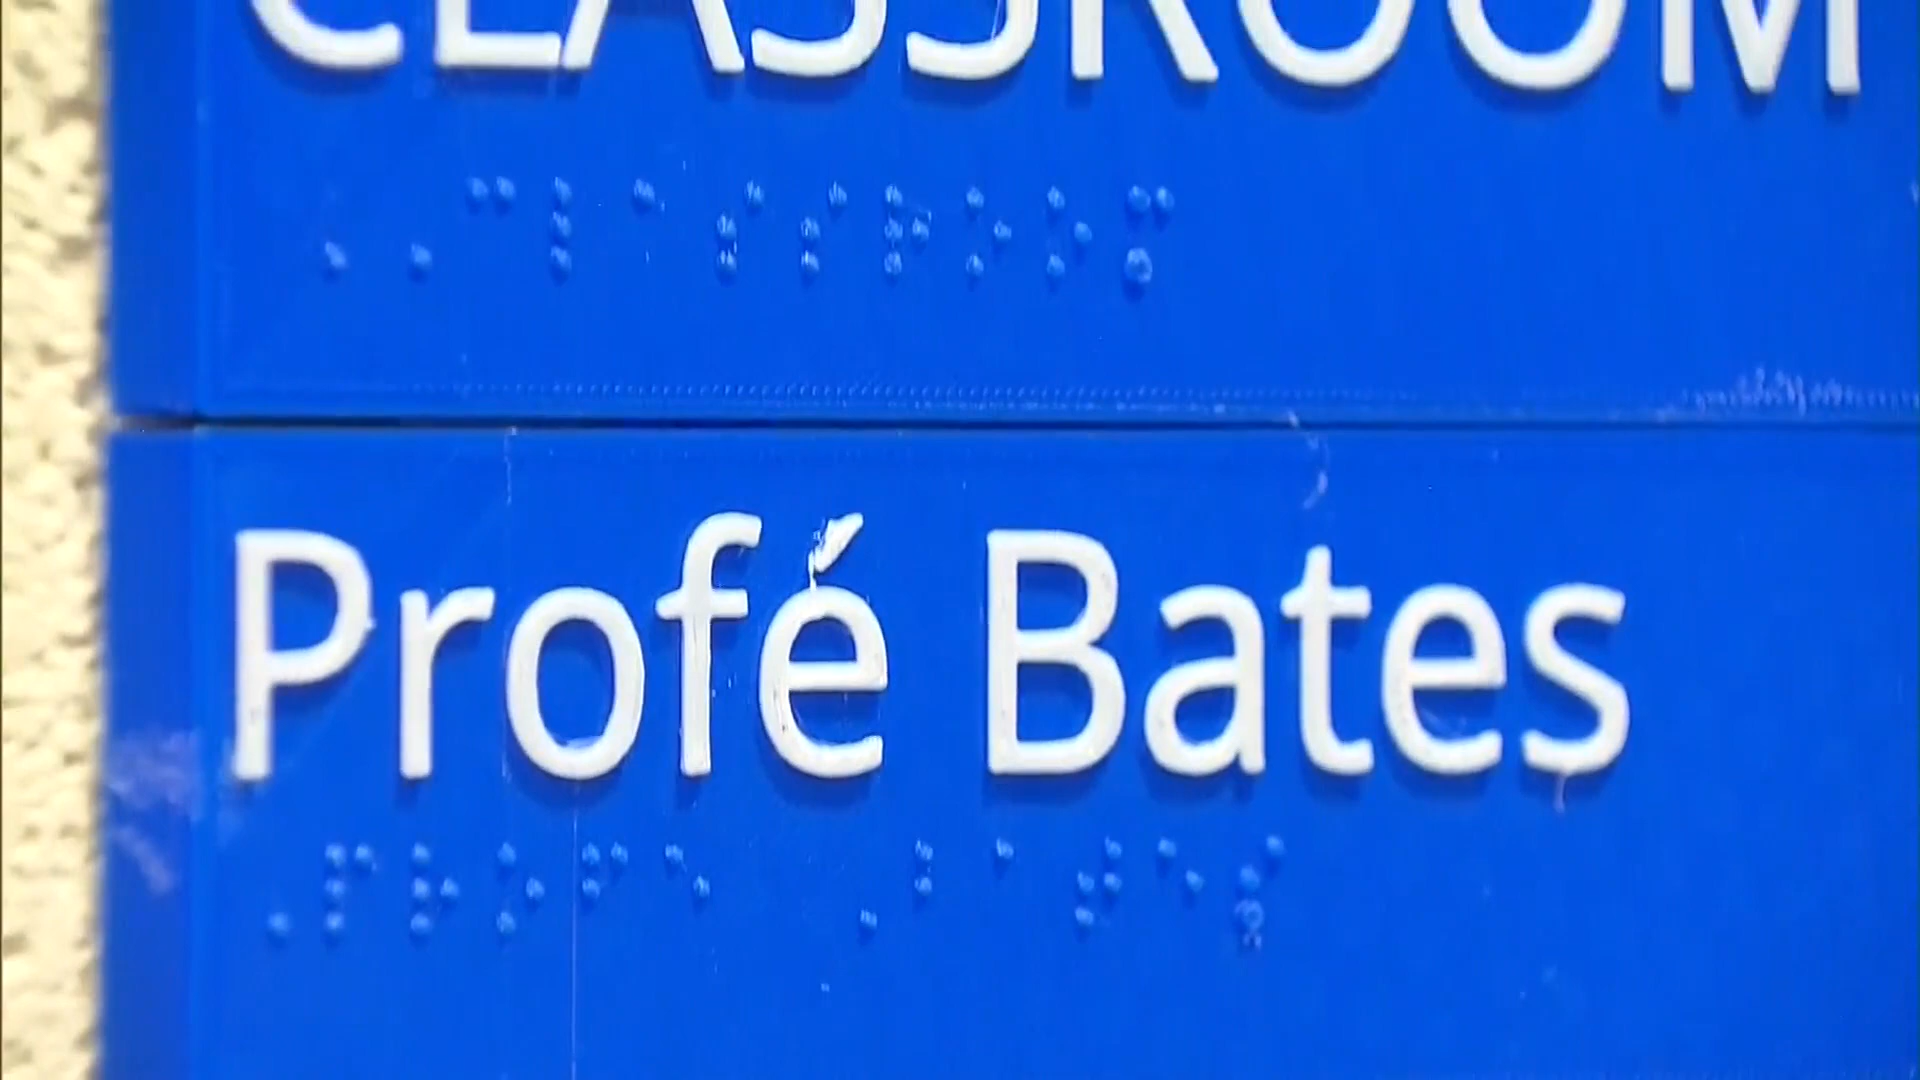 CLASSROOM
⠠⠠⠉⠇⠁⠎⠎⠗⠕⠕⠍
Profé Bates
⠠⠏⠗⠕⠋⠑ ⠠⠃⠁⠞⠑⠎